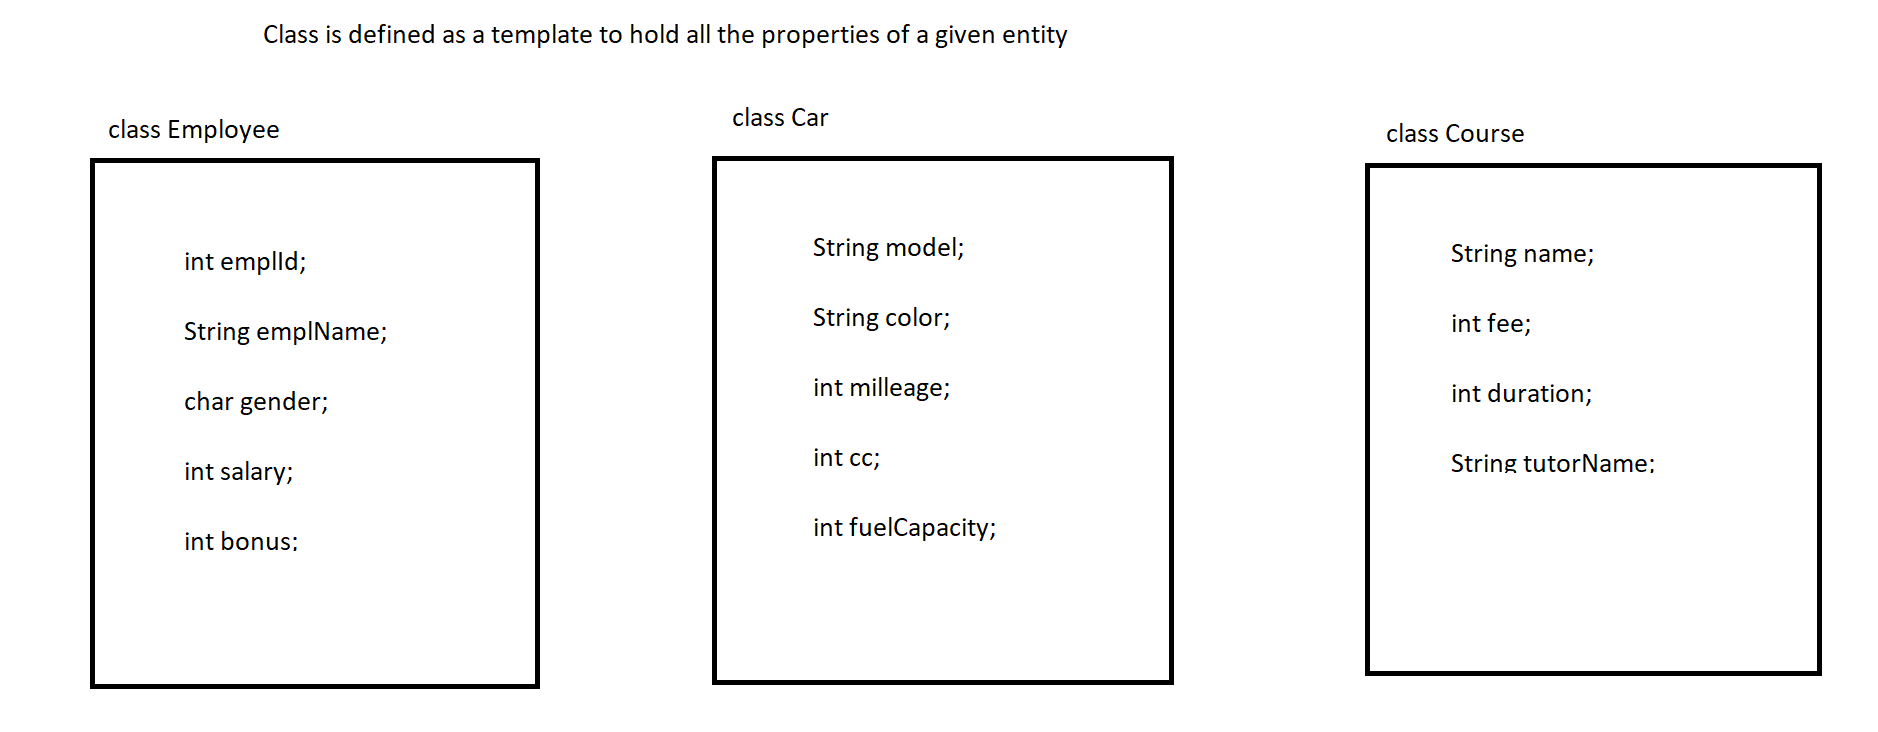 Class is defined as a template to hold all the properties of a given entity
class Employee
int emplId;
String emplName;
char gender;
int salary;
int bonus;
class Car
String model;
String color;
int milleage;
int cc;
int fuelCapacity;
class Course
String name;
int fee;
int duration;
String tutorName;